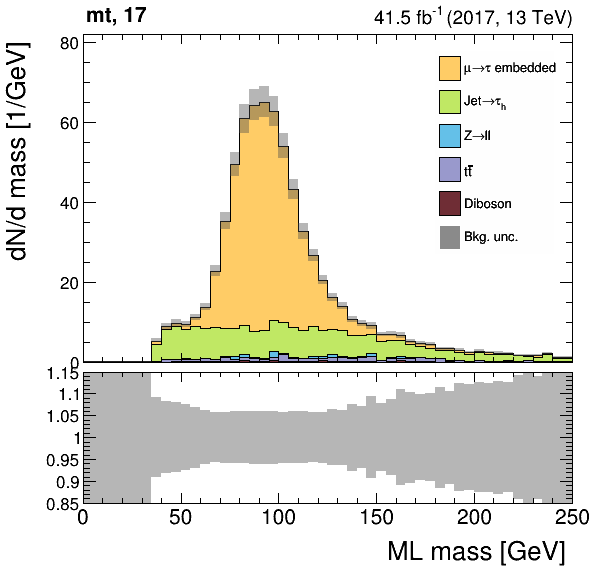 mt, 17
41.5 fb⁻¹ (2017, 13 TeV)
dN/d mass [1/GeV]
80
60
40
20
0
μ→τ embedded
Jet→τₕ
Z→ll
tt̅
Diboson
Bkg. unc.
1.15
1.1
1.05
1
0.95
0.9
0.85
0 50 100 150 200 250
ML mass [GeV]